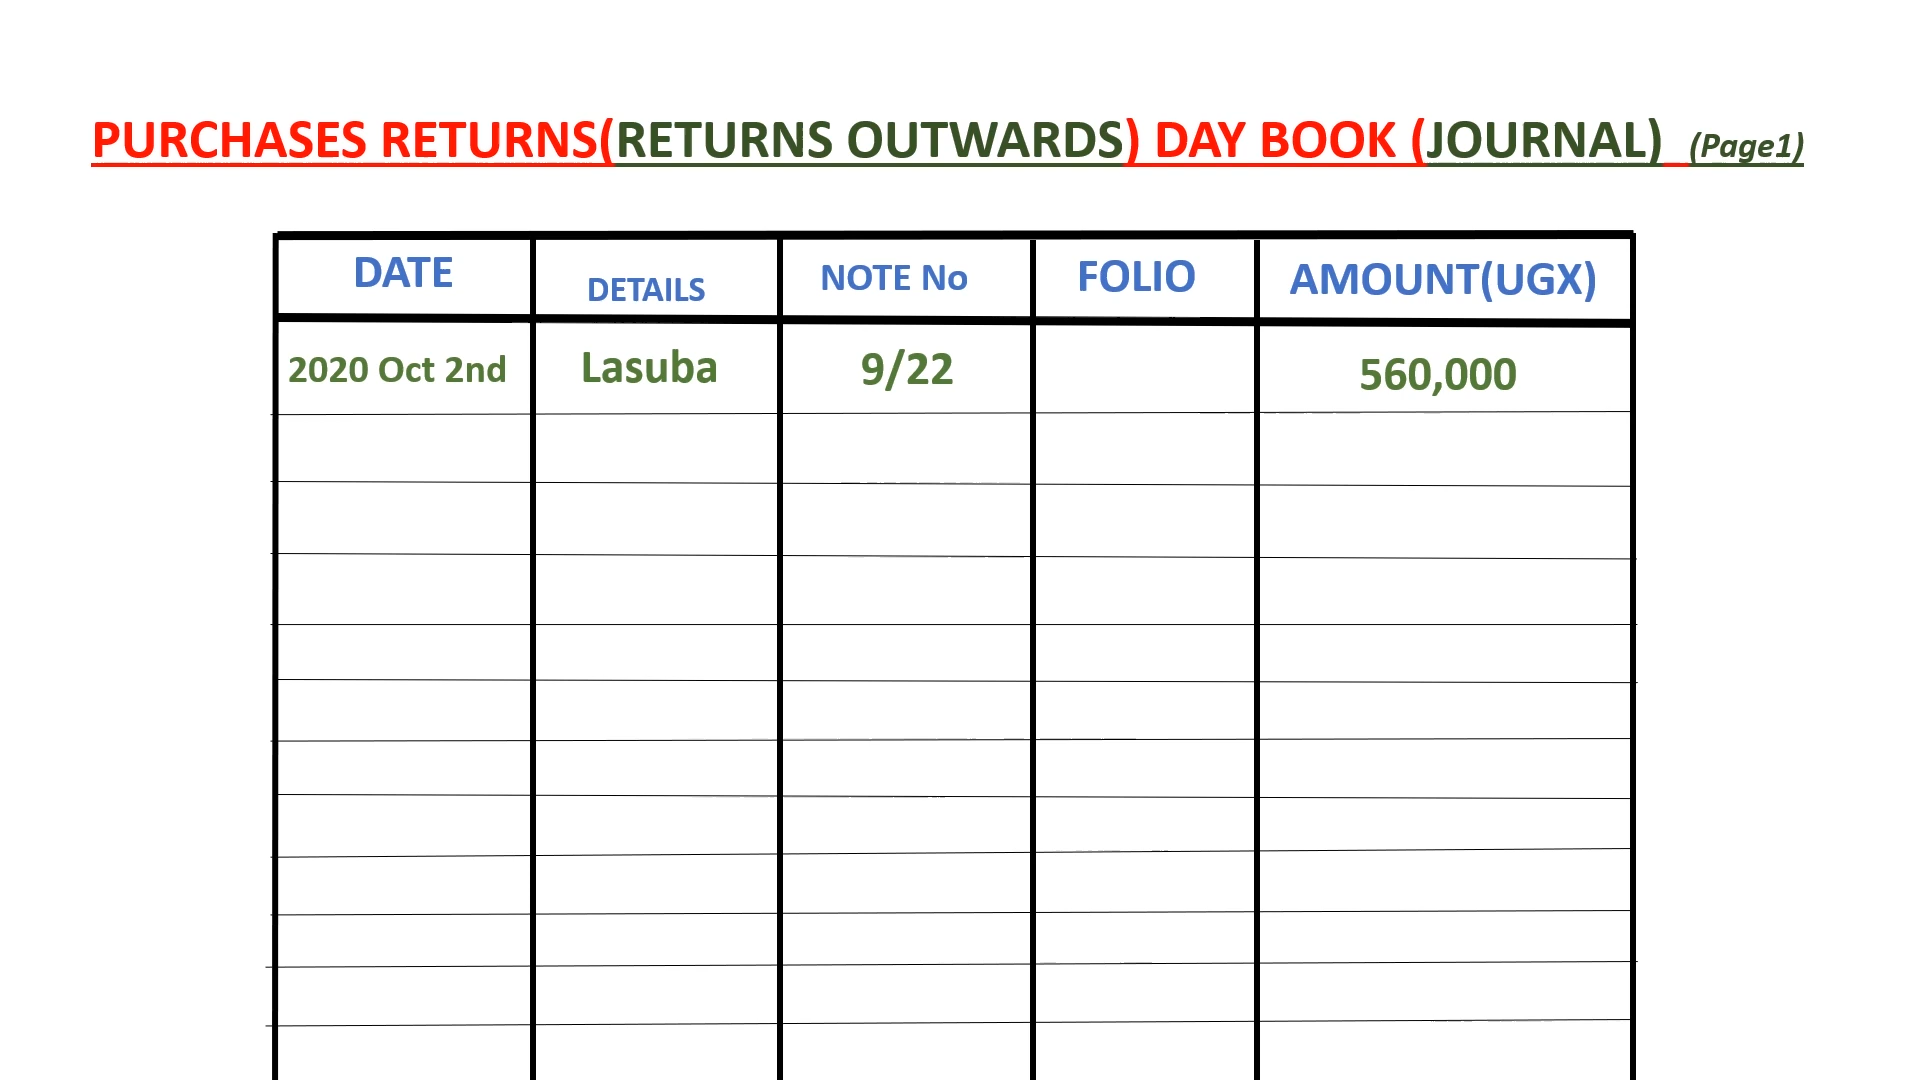 PURCHASES RETURNS(RETURNS OUTWARDS) DAY BOOK (JOURNAL) (Page1)
DATE DETAILS NOTE No FOLIO AMOUNT(UGX)
2020 Oct 2nd Lasuba 9/22 560,000